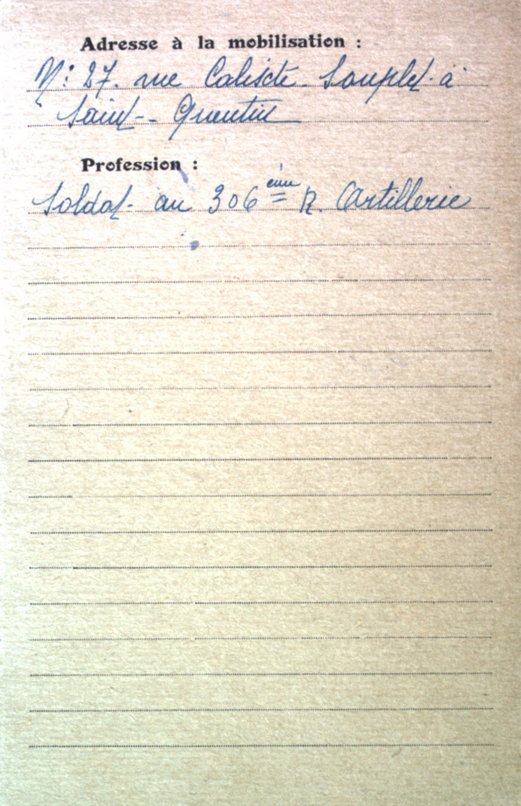 Adresse à la mobilisation :
N: 27. rue Calixte Souplet à
Saint-Quentin
Profession :
Soldat au 306ème R. Artillerie